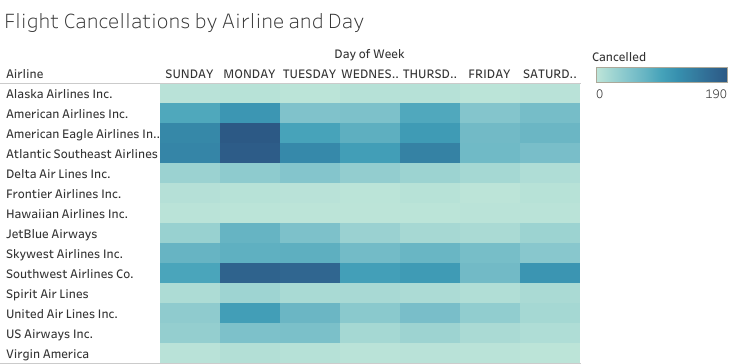 Flight Cancellations by Airline and Day
Day of Week
Cancelled
Airline SUNDAY MONDAY TUESDAY WEDNES.. THURSD.. FRIDAY SATURD..
0 190
Alaska Airlines Inc.
American Airlines Inc.
American Eagle Airlines In..
Atlantic Southeast Airlines
Delta Air Lines Inc.
Frontier Airlines Inc.
Hawaiian Airlines Inc.
JetBlue Airways
Skywest Airlines Inc.
Southwest Airlines Co.
Spirit Air Lines
United Air Lines Inc.
US Airways Inc.
Virgin America